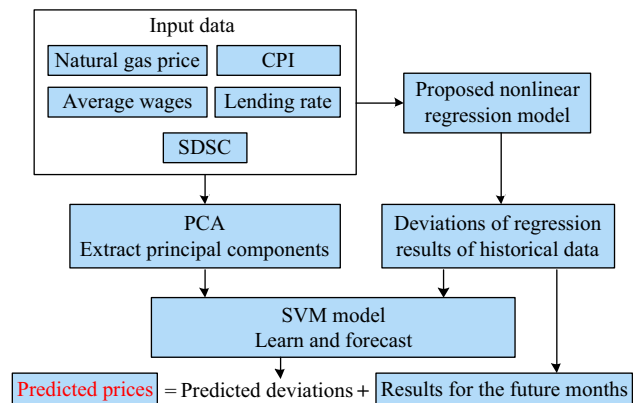 Input data
Natural gas price
CPI
Average wages
Lending rate
SDSC
Proposed nonlinear
regression model
PCA
Extract principal components
Deviations of regression
results of historical data
SVM model
Learn and forecast
Predicted prices = Predicted deviations + Results for the future months